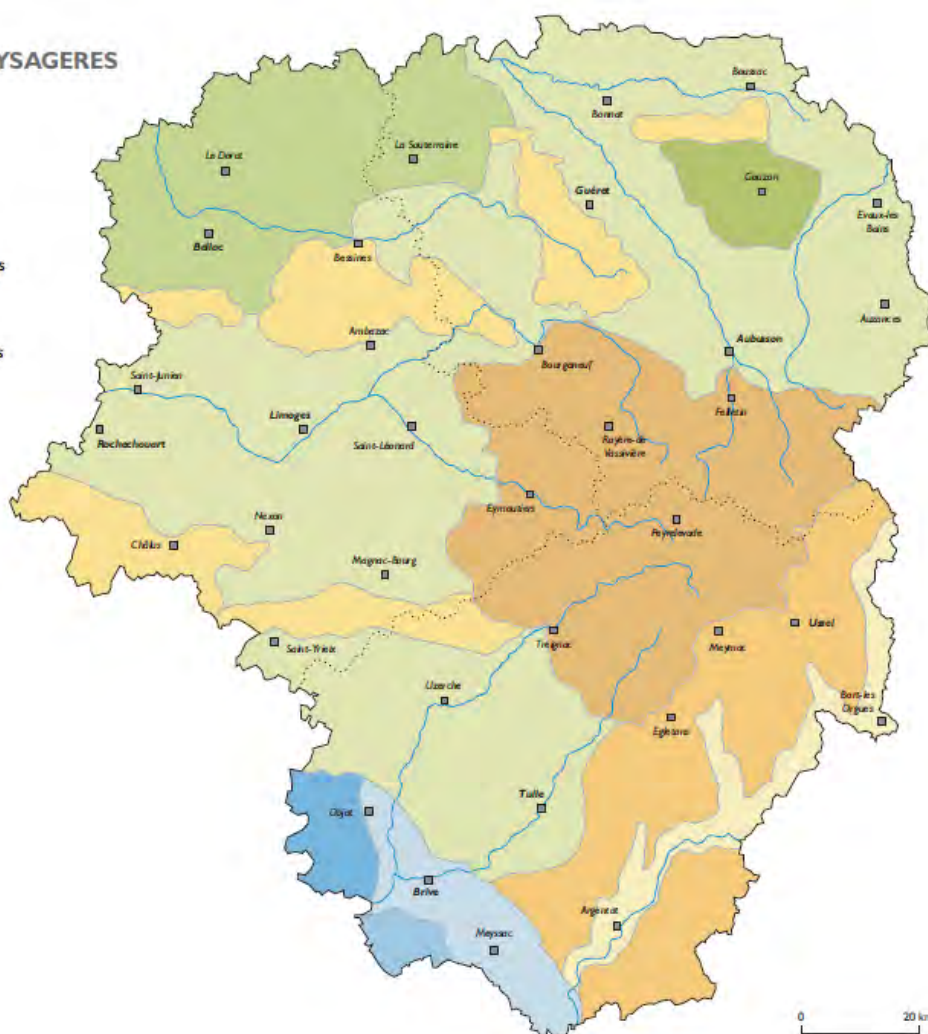 YSAGERES
Boussac
Bonnat
La Souterraine
Le Dorat
Gouzon
Guéret
Evaux-les
Bains
Bellac
Bessines
s
Auzances
Ambazac
Aubusson
s
Bourganeuf
Saint-Junien
Felletin
Limoges
Rochechouart
Saint-Léonard
Royère-de
Vassivière
Eymoutiers
Nexon
Peyrelevade
Châlus
Magnac-Bourg
Ussel
Treignac
Meymac
Saint-Yrieix
Uzerche
Bort-les
Orgues
Egletons
Tulle
Objat
Brive
Argentat
Meyssac
0
20 km